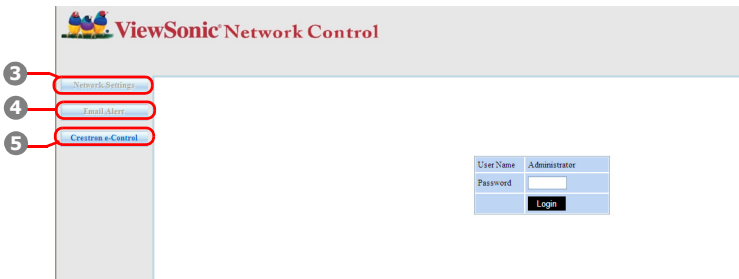 ViewSonic® Network Control
3
Network Settings
4
Email Alert
5
Crestron e-Control
User Name Administrator
Password
Login